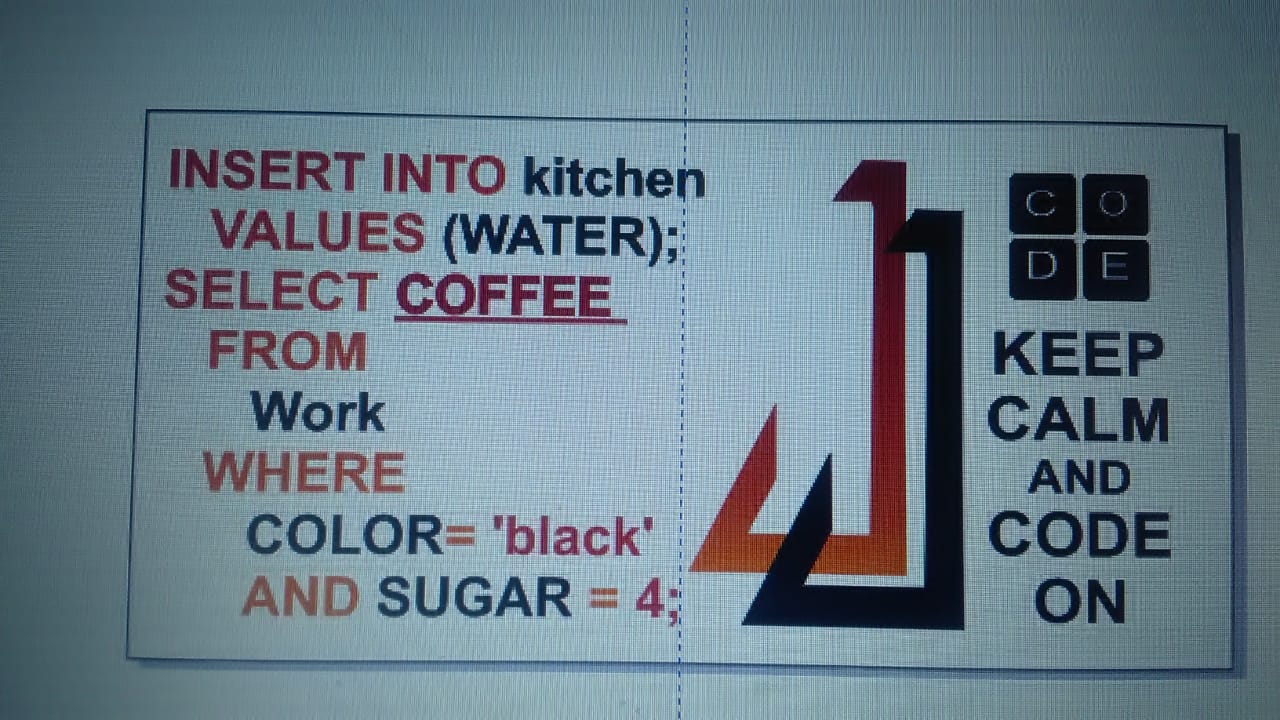 INSERT INTO kitchen
VALUES (WATER);
SELECT COFFEE
FROM
Work
WHERE
COLOR= 'black'
AND SUGAR = 4;
C O
D E
KEEP
CALM
AND
CODE
ON